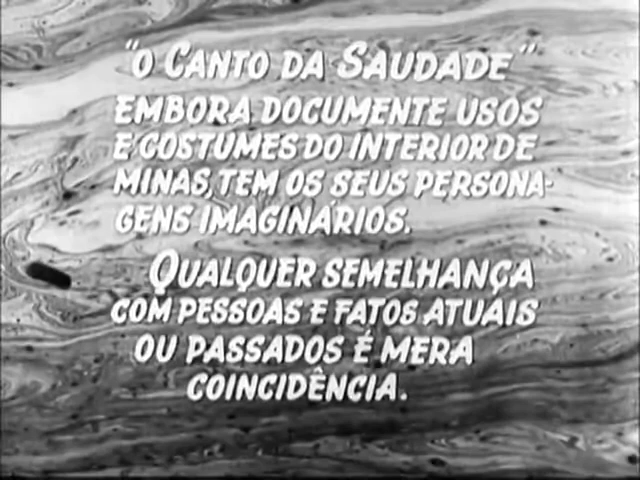 "O CANTO DA SAUDADE"
EMBORA DOCUMENTE USOS
E COSTUMES DO INTERIOR DE
MINAS, TEM OS SEUS PERSONA-
GENS IMAGINÁRIOS.
QUALQUER SEMELHANÇA
COM PESSOAS E FATOS ATUAIS
OU PASSADOS É MERA
COINCIDÊNCIA.